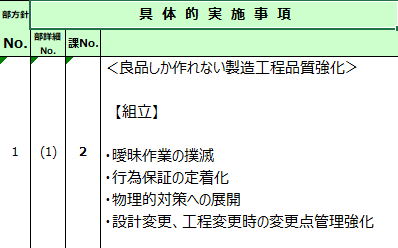 部方針
No.
部詳細
No.
課No.
具体的実施事項
1
(1)
2
＜良品しか作れない製造工程品質強化＞
【組立】
・曖昧作業の撲滅
・行為保証の定着化
・物理的対策への展開
・設計変更、工程変更時の変更点管理強化